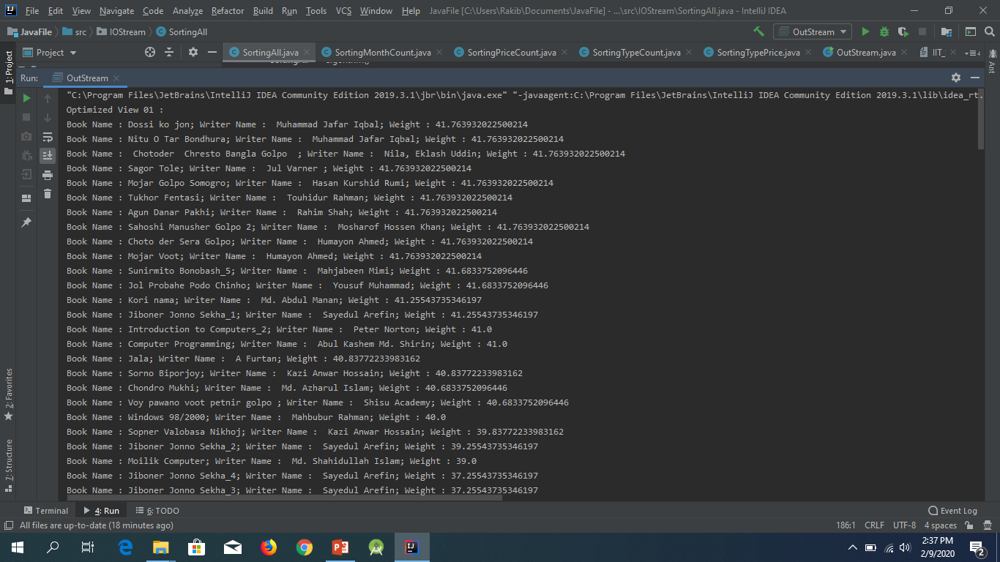 File Edit View Navigate Code Analyze Refactor Build Run Tools VCS Window Help JavaFile [C:\Users\Rakib\Documents\JavaFile] - ...\src\IOStream\SortingAll.java - IntelliJ IDEA
JavaFile src IOStream SortingAll OutStream
Project SortingAll.java SortingMonthCount.java SortingPriceCount.java SortingTypeCount.java SortingTypePrice.java OutStream.java IIT_ 4
1: Project
Ant
Run: OutStream
"C:\Program Files\JetBrains\IntelliJ IDEA Community Edition 2019.3.1\jbr\bin\java.exe" "-javaagent:C:\Program Files\JetBrains\IntelliJ IDEA Community Edition 2019.3.1\lib\idea_rt.
Optimized View 01 :
Book Name : Dossi ko jon; Writer Name :  Muhammad Jafar Iqbal; Weight : 41.763932022500214
Book Name : Nitu O Tar Bondhura; Writer Name :  Muhammad Jafar Iqbal; Weight : 41.763932022500214
Book Name :  Chotoder  Chresto Bangla Golpo  ; Writer Name :  Nila, Eklash Uddin; Weight : 41.763932022500214
Book Name : Sagor Tole; Writer Name :  Jul Varner ; Weight : 41.763932022500214
Book Name : Mojar Golpo Somogro; Writer Name :  Hasan Kurshid Rumi; Weight : 41.763932022500214
Book Name : Tukhor Fentasi; Writer Name :  Touhidur Rahman; Weight : 41.763932022500214
Book Name : Agun Danar Pakhi; Writer Name :  Rahim Shah; Weight : 41.763932022500214
Book Name : Sahoshi Manusher Golpo 2; Writer Name :  Mosharof Hossen Khan; Weight : 41.763932022500214
Book Name : Choto der Sera Golpo; Writer Name :  Humayon Ahmed; Weight : 41.763932022500214
Book Name : Mojar Voot; Writer Name :  Humayon Ahmed; Weight : 41.763932022500214
Book Name : Sunirmito Bonobash_5; Writer Name :  Mahjabeen Mimi; Weight : 41.6833752096446
Book Name : Jol Probahe Podo Chinho; Writer Name :  Yousuf Muhammad; Weight : 41.6833752096446
Book Name : Kori nama; Writer Name :  Md. Abdul Manan; Weight : 41.25543735346197
Book Name : Jiboner Jonno Sekha_1; Writer Name :  Sayedul Arefin; Weight : 41.25543735346197
Book Name : Introduction to Computers_2; Writer Name :  Peter Norton; Weight : 41.0
Book Name : Computer Programming; Writer Name :  Abul Kashem Md. Shirin; Weight : 41.0
Book Name : Jala; Writer Name :  A Furtan; Weight : 40.83772233983162
Book Name : Sorno Biporjoy; Writer Name :  Kazi Anwar Hossain; Weight : 40.83772233983162
Book Name : Chondro Mukhi; Writer Name :  Md. Azharul Islam; Weight : 40.6833752096446
Book Name : Voy pawano voot petnir golpo ; Writer Name :  Shisu Academy; Weight : 40.6833752096446
Book Name : Windows 98/2000; Writer Name :  Mahbubur Rahman; Weight : 40.0
Book Name : Sopner Valobasa Nikhoj; Writer Name :  Kazi Anwar Hossain; Weight : 39.83772233983162
Book Name : Jiboner Jonno Sekha_2; Writer Name :  Sayedul Arefin; Weight : 39.25543735346197
Book Name : Moilik Computer; Writer Name :  Md. Shahidullah Islam; Weight : 39.0
Book Name : Jiboner Jonno Sekha_4; Writer Name :  Sayedul Arefin; Weight : 37.25543735346197
Book Name : Jiboner Jonno Sekha_3; Writer Name :  Sayedul Arefin; Weight : 37.25543735346197
2: Favorites
7: Structure
Terminal 4: Run 6: TODO Event Log
All files are up-to-date (18 minutes ago) 186:1 CRLF UTF-8 4 spaces
2:37 PM
2/9/2020
2